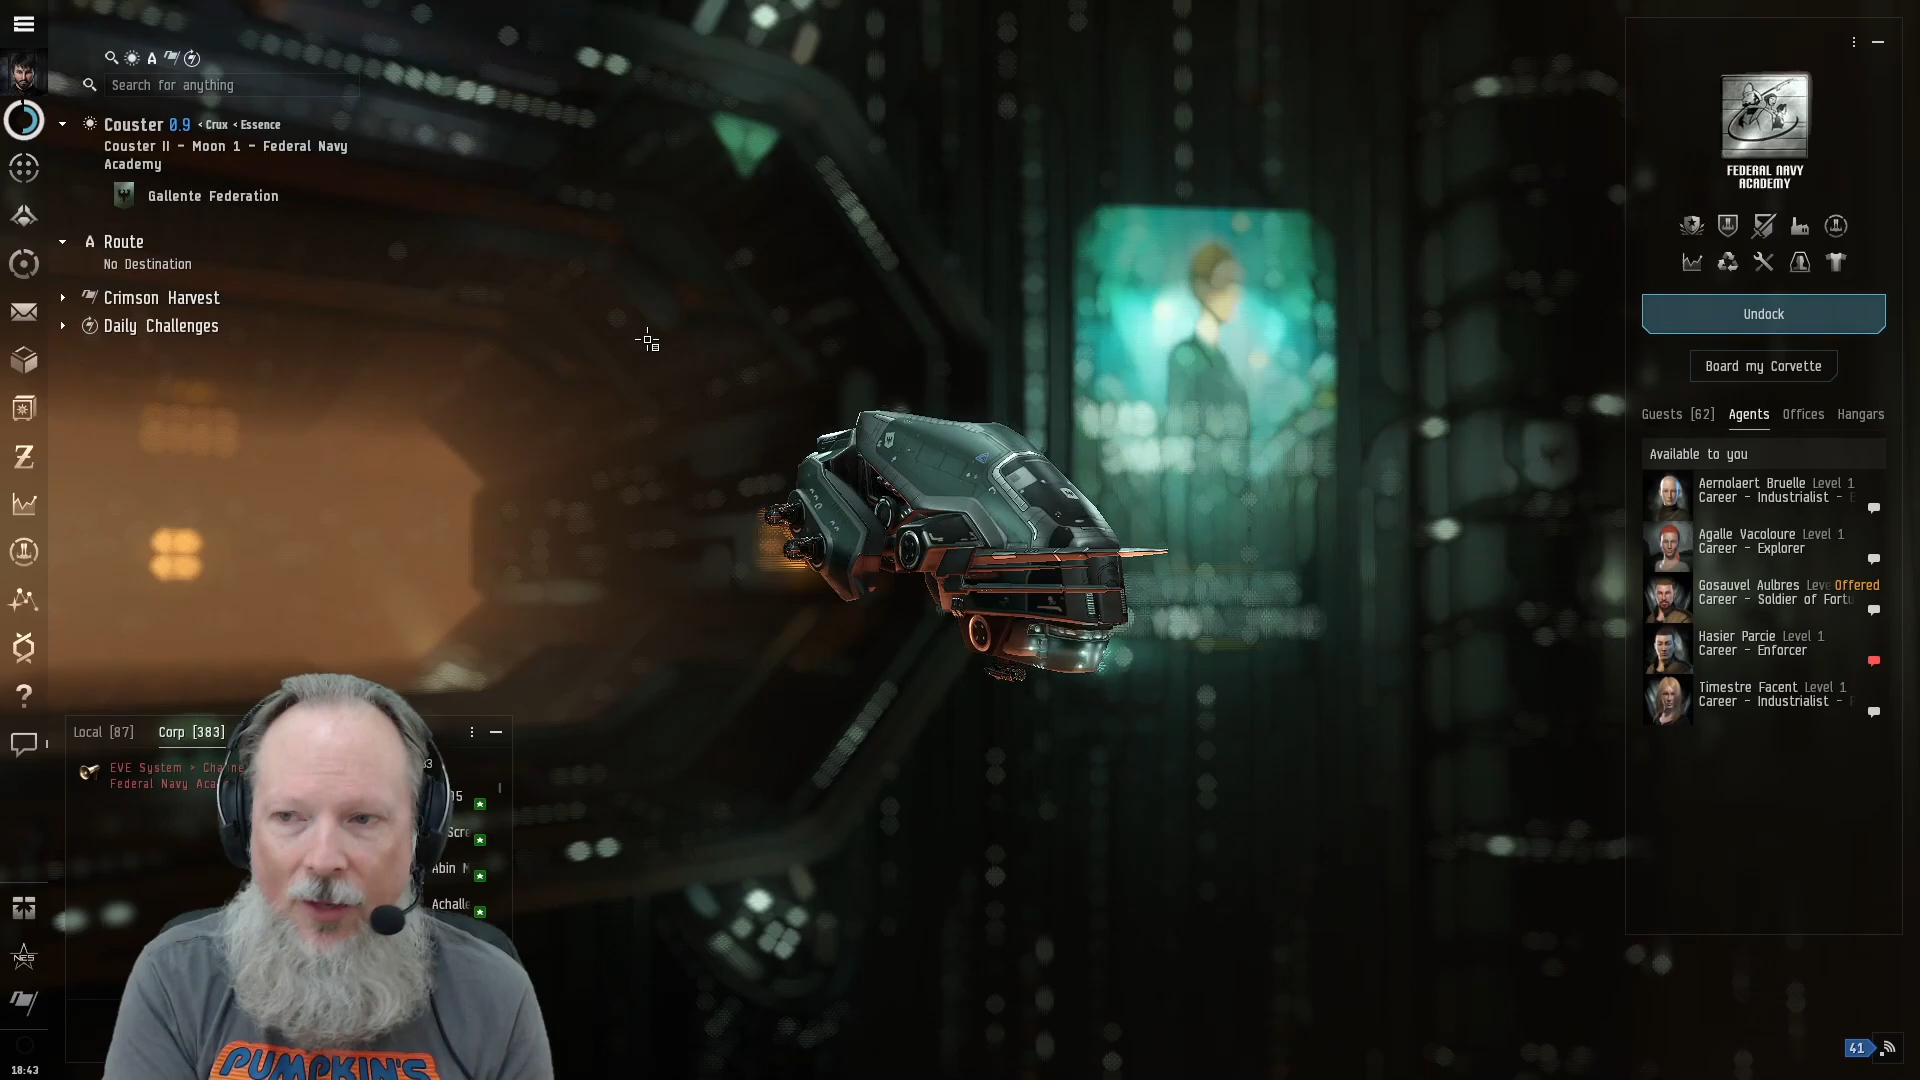 Search for anything
Couster 0.9 < Crux < Essence
Couster II - Moon 1 - Federal Navy
Academy
Gallente Federation
A Route
No Destination
Crimson Harvest
Daily Challenges
FEDERAL NAVY
ACADEMY
Undock
Board my Corvette
Guests [62] Agents Offices Hangars
Available to you
Aernolaert Bruelle Level 1
Career - Industrialist -
Agalle Vacoloure Level 1
Career - Explorer
Gosauvel Aulbres Offered
Career - Soldier of
Hasier Parcie Level 1
Career - Enforcer
Timestre Facent Level 1
Career - Industrialist -
Local [87] Corp [383]
EVE System >
Federal Navy
Abin
NES
PUMPKIN'S
18:43
41